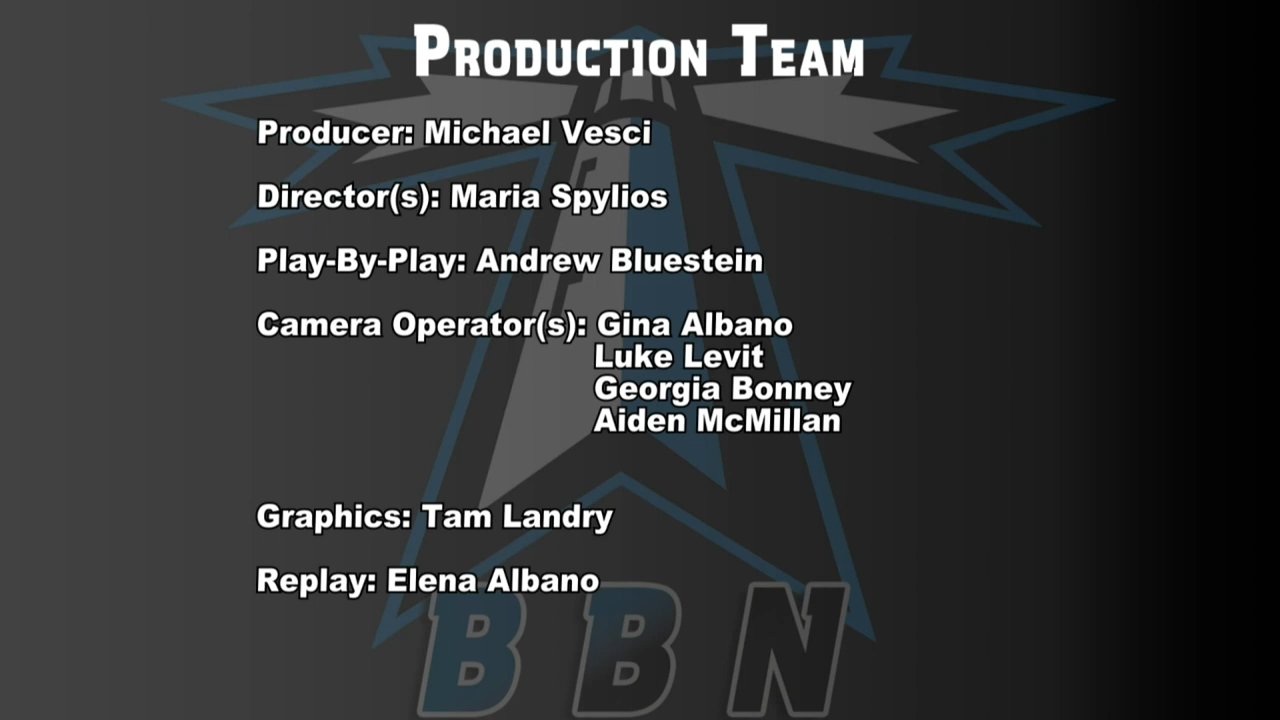 Production Team
Producer: Michael Vesci
Director(s): Maria Spylios
Play-By-Play: Andrew Bluestein
Camera Operator(s): Gina Albano
Luke Levit
Georgia Bonney
Aiden McMillan
Graphics: Tam Landry
Replay: Elena Albano
BBN